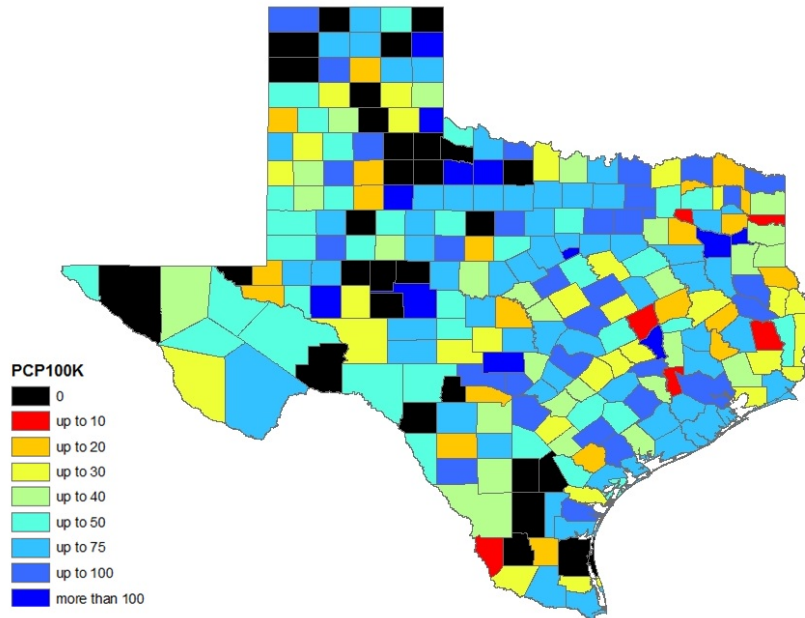 PCP100K
0
up to 10
up to 20
up to 30
up to 40
up to 50
up to 75
up to 100
more than 100